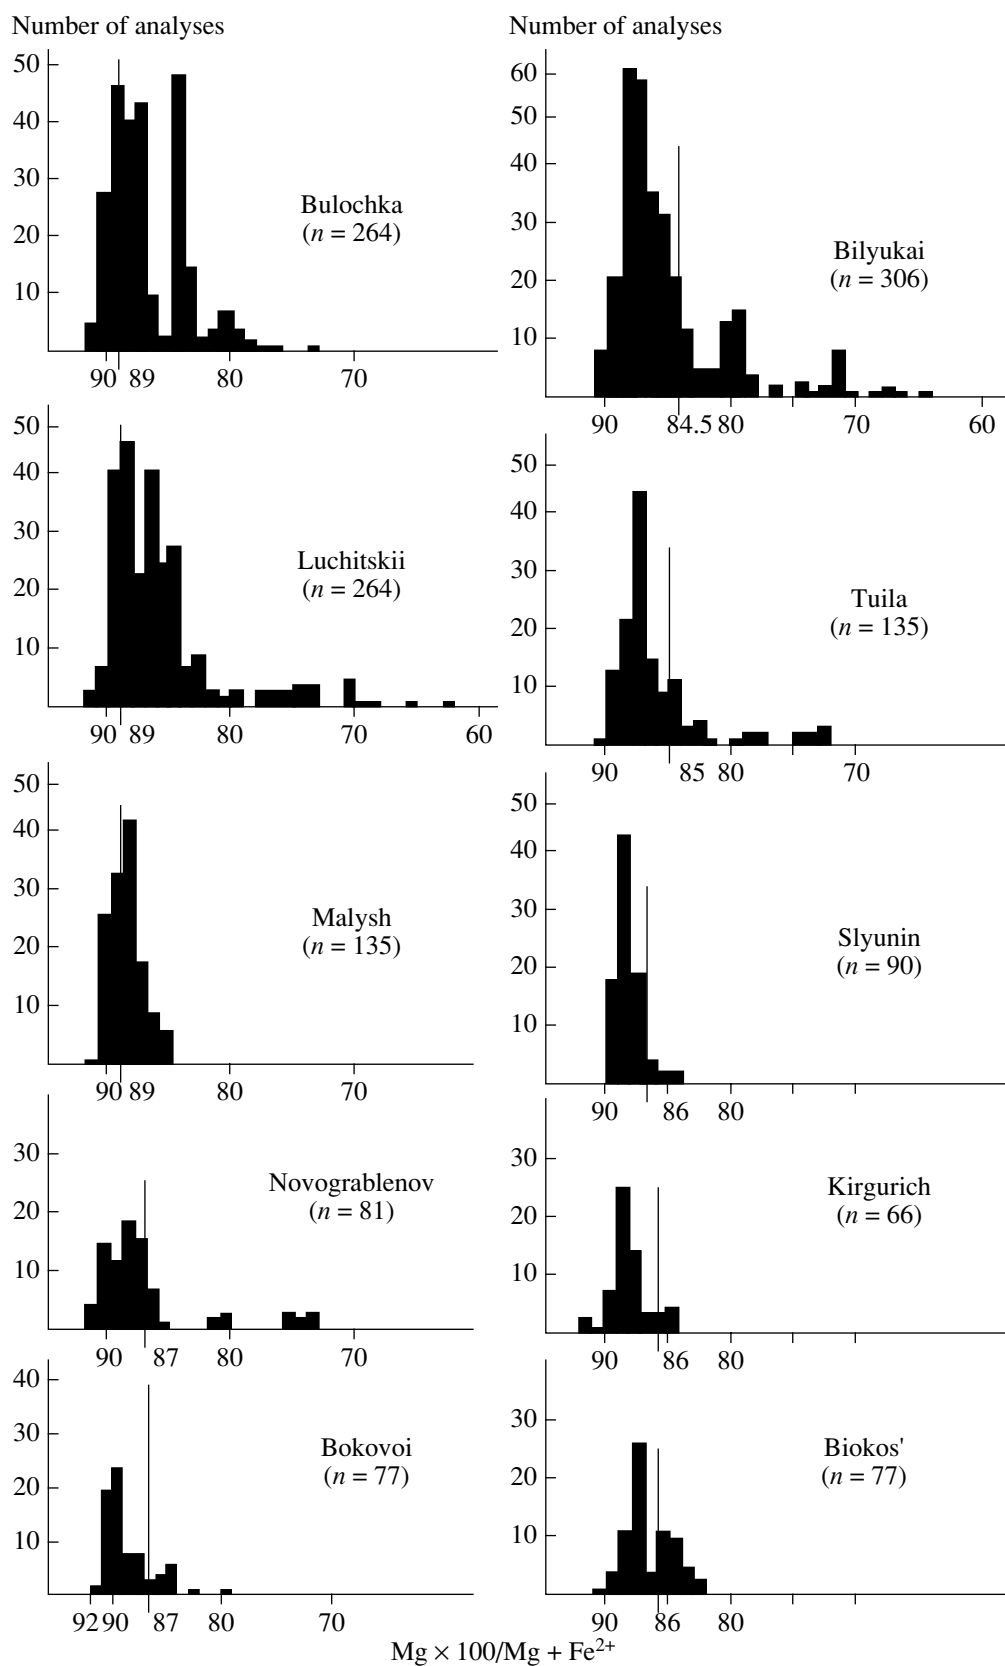 Number of analyses
50
40
30
20
10
Bulochka
(n = 264)
90 89 80 70
50
40
30
20
10
Luchitskii
(n = 264)
90 89 80 70 60
50
40
30
20
10
Malysh
(n = 135)
90 89 80 70
30
20
10
Novograblenov
(n = 81)
90 87 80 70
40
30
20
10
Bokovoi
(n = 77)
92 90 87 80 70
Number of analyses
60
50
40
30
20
10
Bilyukai
(n = 306)
90 84.5 80 70 60
50
40
30
20
10
Tuila
(n = 135)
90 85 80 70
50
40
30
20
10
Slyunin
(n = 90)
90 86 80
30
20
10
Kirgurich
(n = 66)
90 86 80
30
20
10
Biokos'
(n = 77)
90 86 80
Mg × 100/Mg + Fe²⁺